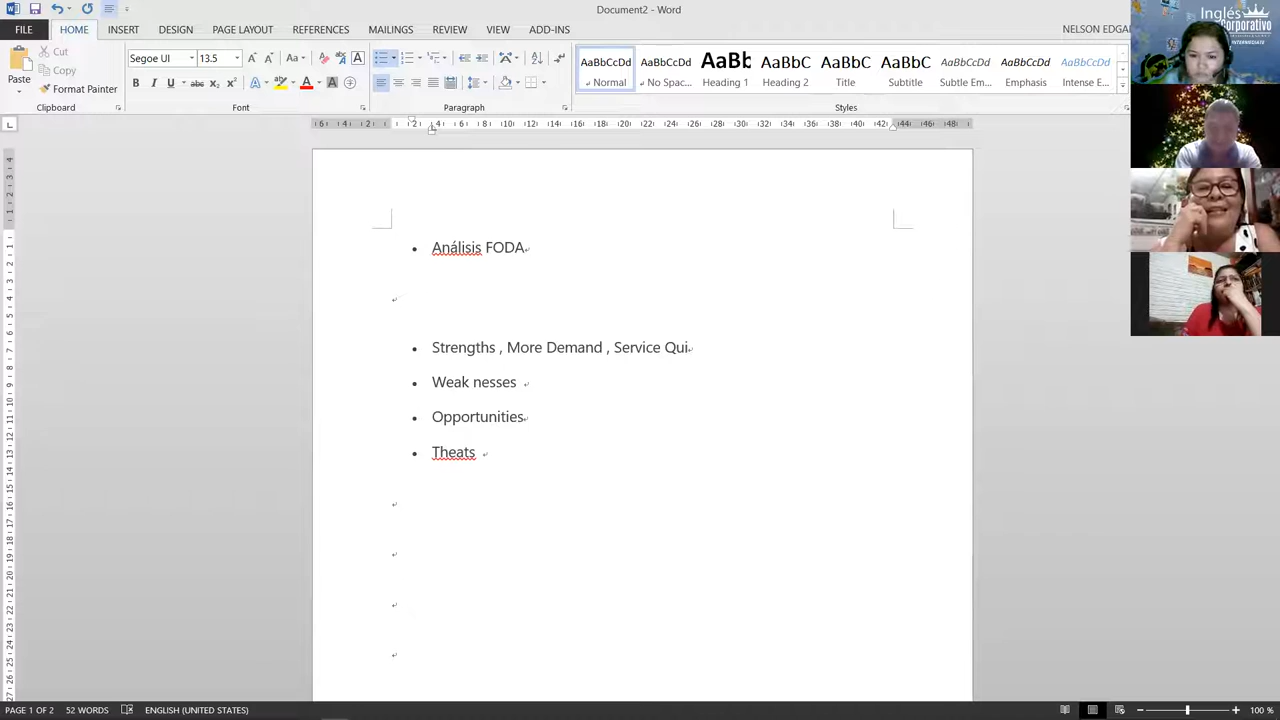 Document2 - Word
FILE HOME INSERT DESIGN PAGE LAYOUT REFERENCES MAILINGS REVIEW VIEW ADD-INS NELSON EDGAR
Cut
Copy
Format Painter
Paste
Clipboard
Segoe UI 13.5
Font
Paragraph
AaBbCcDd AaBbCcDd AaBb AaBbC AaBbC AaBbC AaBbCcDd AaBbCcDd AaBbCcDd
Normal No Spac... Heading 1 Heading 2 Title Subtitle Subtle Em... Emphasis Intense E...
Styles
Inglés
Corporativo
INTERMEDIATE
Análisis FODA
Strengths , More Demand , Service Qui
Weak nesses
Opportunities
Theats
PAGE 1 OF 2 52 WORDS ENGLISH (UNITED STATES) 100 %